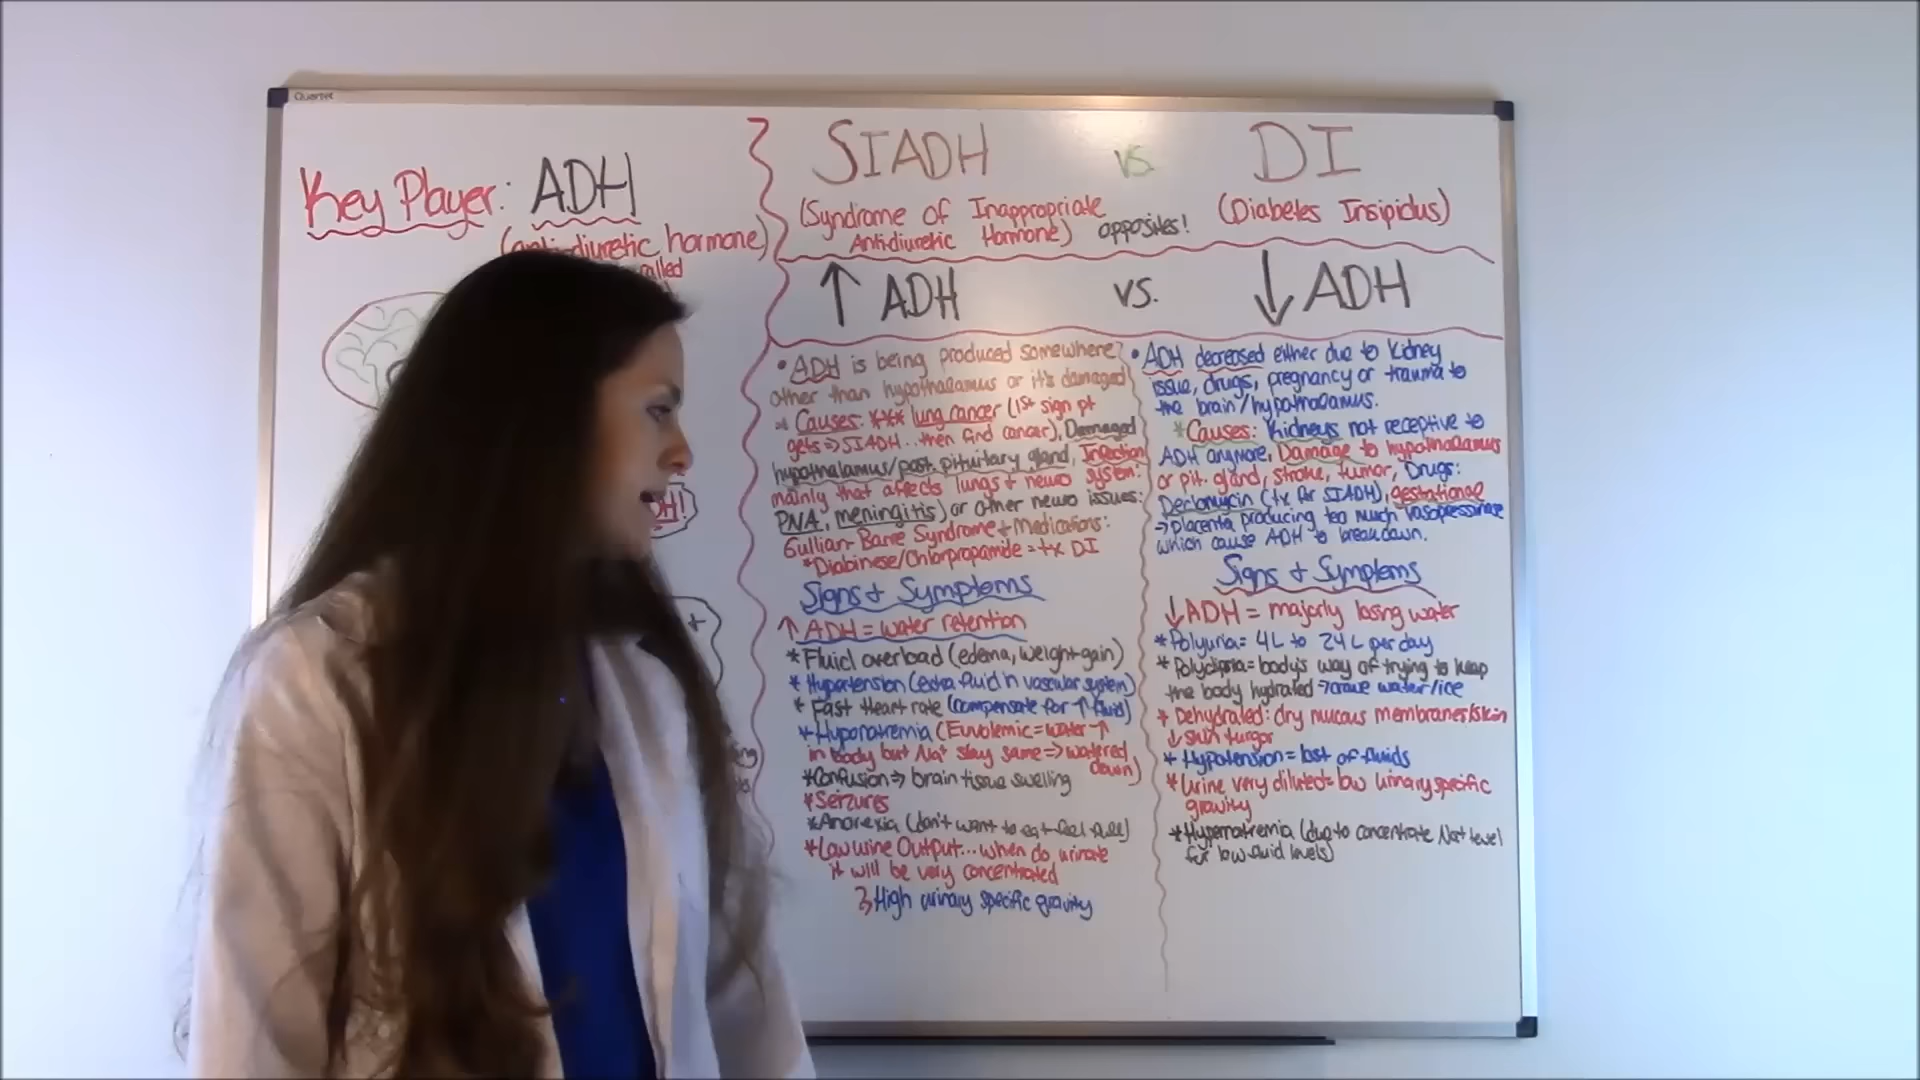 Quartet
Key Player: ADH
(anti-diuretic hormone)
called
DH!
SIADH vs. DI
(Syndrome of Inappropriate
Antidiuretic Hormone)
opposites!
(Diabetes Insipidus)
↑ ADH vs. ↓ ADH
• ADH is being produced somewhere
other than hypothalamus or it's damaged
⇒ Causes: *** lung cancer (1st sign pt
gets => SIADH.. then find cancer), Damaged
hypothalamus/post. pituitary gland, Infection
mainly that affects lungs + neuro system:
PNA, meningitis) or other neuro issues:
Gullian-Barre Syndrome + Medications:
*Diabinese/Chlorpropamide = tx DI
Signs + Symptoms
↑ ADH = water retention
* Fluid overload (edema, weight gain)
* Hypertension (extra fluid in vascular system)
* Fast Heart rate (compensate for ↑ fluid)
* Hyponatremia (Euvolemic = water ↑
in body but Na+ stay same => watered
down)
*Confusion => brain tissue swelling
*Seizures
*Anorexia (don't want to eat feel full)
*Low urine Output... when do urinate
it will be very concentrated
High urinary specific gravity
• ADH decreased either due to kidney
issue, drugs, pregnancy or trauma to
the brain/hypothalamus.
*Causes: Kidneys not receptive to
ADH anymore, Damage to hypothalamus
or pit. gland, stroke, tumor, Drugs:
Declomycin (tx for SIADH), gestational
→ placenta producing too much vasopressinase
which cause ADH to breakdown.
Signs + Symptoms
↓ ADH = majorly losing water
*Polyuria = 4L to 24L per day
*Polydipsia = body's way of trying to keep
the body hydrated → crave water/ice
* Dehydrated: dry mucous membranes/skin
↓ skin turgor
* Hypotension = lost of fluids
* Urine very diluted = low urinary specific
gravity
*Hypernatremia (due to concentrate Na+ level
for low fluid levels)